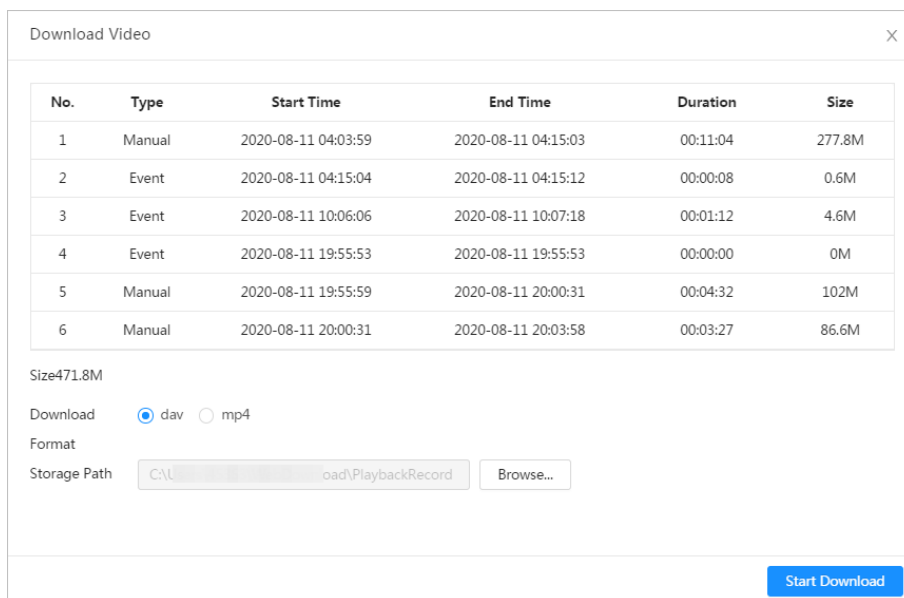 Download Video
No. Type Start Time End Time Duration Size
1 Manual 2020-08-11 04:03:59 2020-08-11 04:15:03 00:11:04 277.8M
2 Event 2020-08-11 04:15:04 2020-08-11 04:15:12 00:00:08 0.6M
3 Event 2020-08-11 10:06:06 2020-08-11 10:07:18 00:01:12 4.6M
4 Event 2020-08-11 19:55:53 2020-08-11 19:55:53 00:00:00 0M
5 Manual 2020-08-11 19:55:59 2020-08-11 20:00:31 00:04:32 102M
6 Manual 2020-08-11 20:00:31 2020-08-11 20:03:58 00:03:27 86.6M
Size471.8M
Download dav mp4
Format
Storage Path C:\ oad\PlaybackRecord Browse...
Start Download